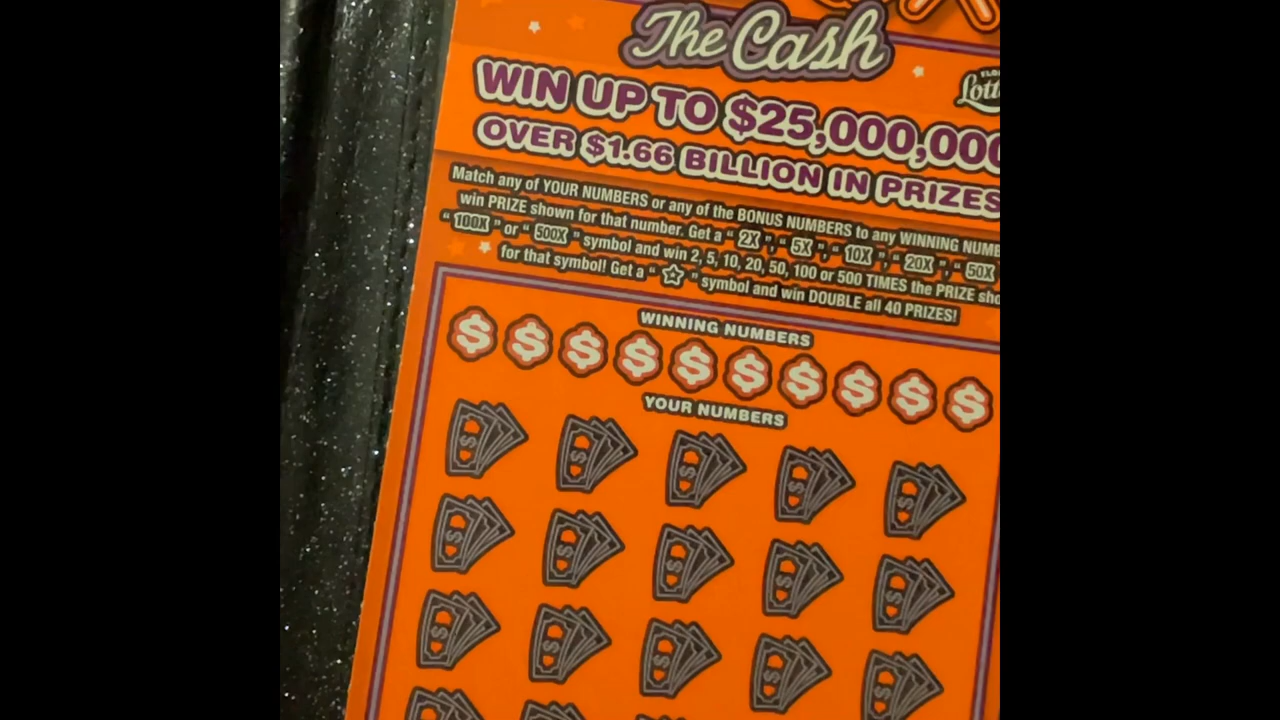 The Cash
WIN UP TO $25,000,000
OVER $1.66 BILLION IN PRIZES
Match any of YOUR NUMBERS or any of the BONUS NUMBERS to any WINNING
win PRIZE shown for that number. Get a "2X", "5X", "10X", "20X", "50X
"100X" or "500X" symbol and win 2, 5, 10, 20, 50, 100 or 500 TIMES the PRIZE
for that symbol! Get a "☆" symbol and win DOUBLE all 40 PRIZES!
WINNING NUMBERS
$ $ $ $ $ $ $ $ $ $
YOUR NUMBERS